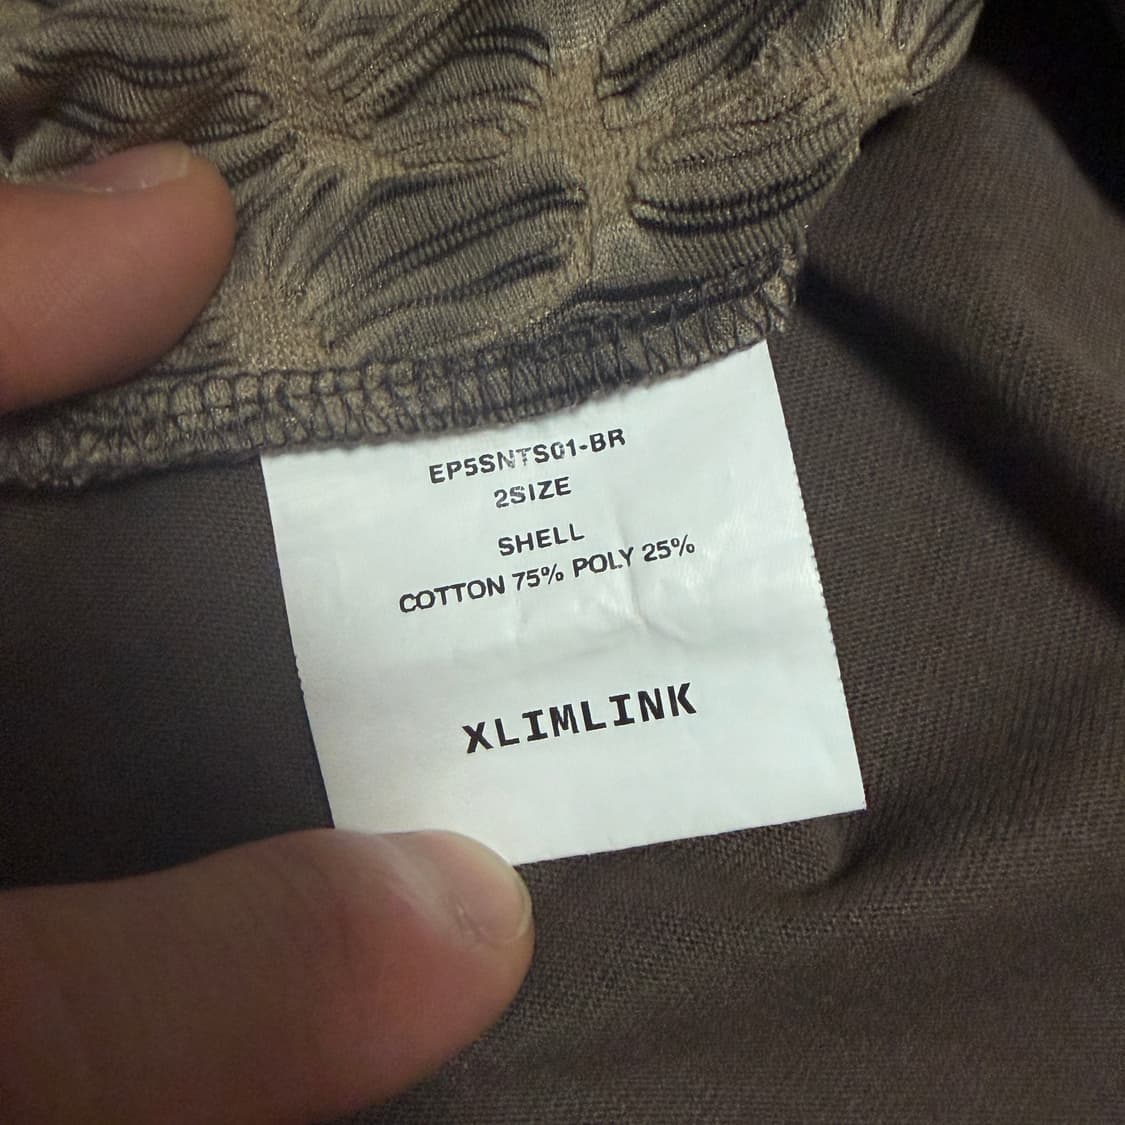 EP5SNTS01-BR
2SIZE
SHELL
COTTON 75% POLY 25%
XLIMLINK